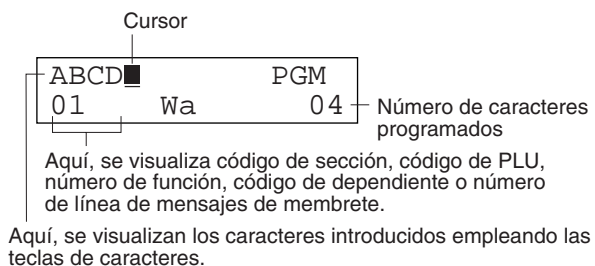 Cursor
ABCD PGM
01 Wa 04
Número de caracteres
programados
Aquí, se visualiza código de sección, código de PLU,
número de función, código de dependiente o número
de línea de mensajes de membrete.
Aquí, se visualizan los caracteres introducidos empleando las
teclas de caracteres.